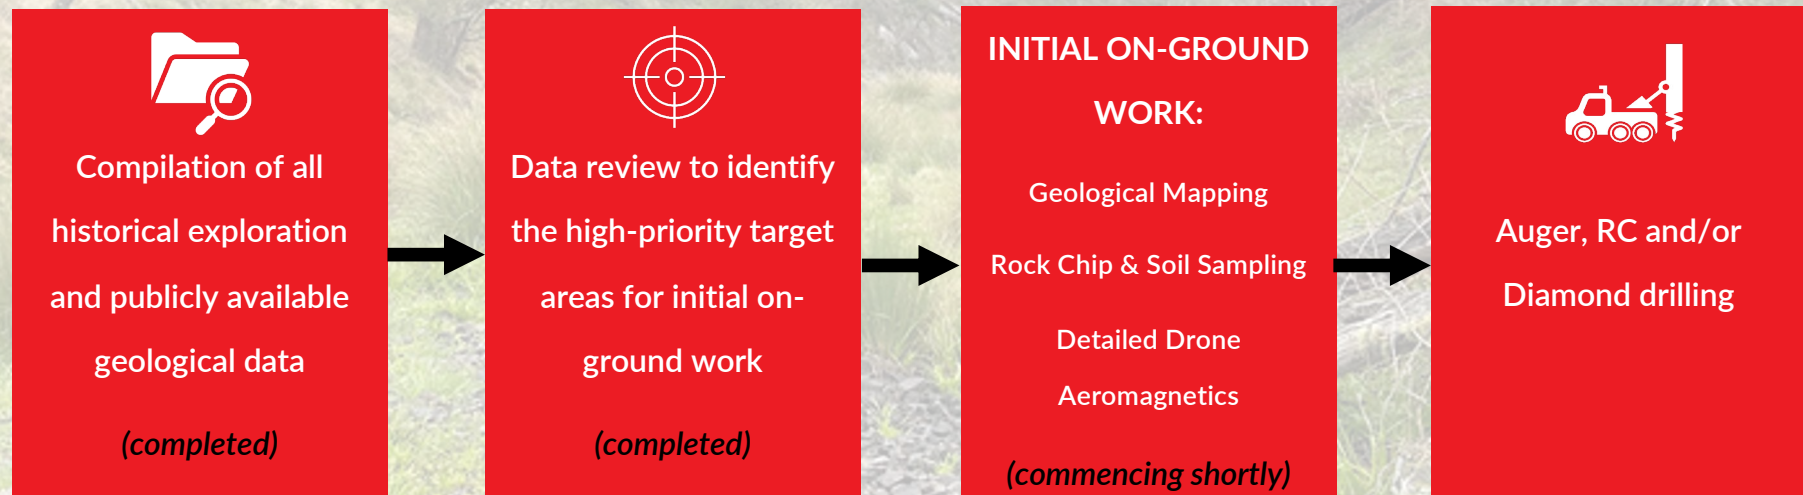 Compilation of all
historical exploration
and publicly available
geological data
(completed)
Data review to identify
the high-priority target
areas for initial on-
ground work
(completed)
INITIAL ON-GROUND
WORK:
Geological Mapping
Rock Chip & Soil Sampling
Detailed Drone
Aeromagnetics
(commencing shortly)
Auger, RC and/or
Diamond drilling